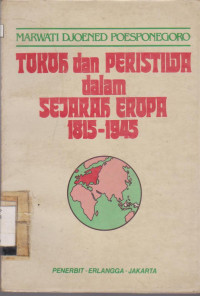 MARWATI DJOENED POESPONEGORO
TOKOH dan PERISTIWA
dalam
SEJARAH EROPA
1815-1945
PENERBIT - ERLANGGA - JAKARTA